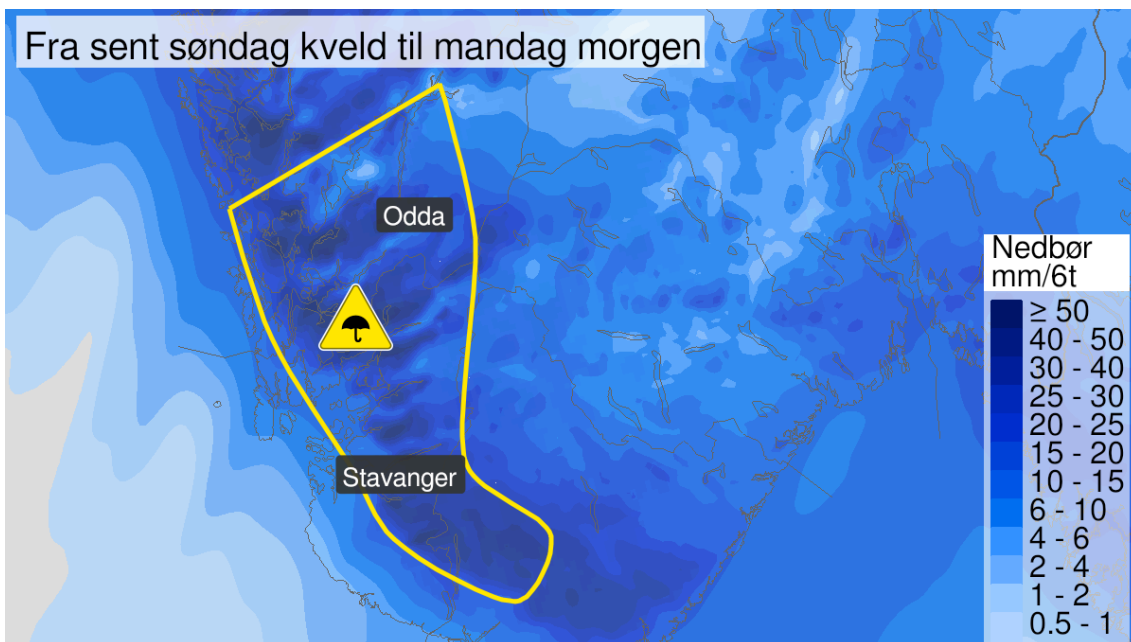 Fra sent søndag kveld til mandag morgen
Odda
Stavanger
Nedbør
mm/6t
≥ 50
40 - 50
30 - 40
25 - 30
20 - 25
15 - 20
10 - 15
6 - 10
4 - 6
2 - 4
1 - 2
0.5 - 1